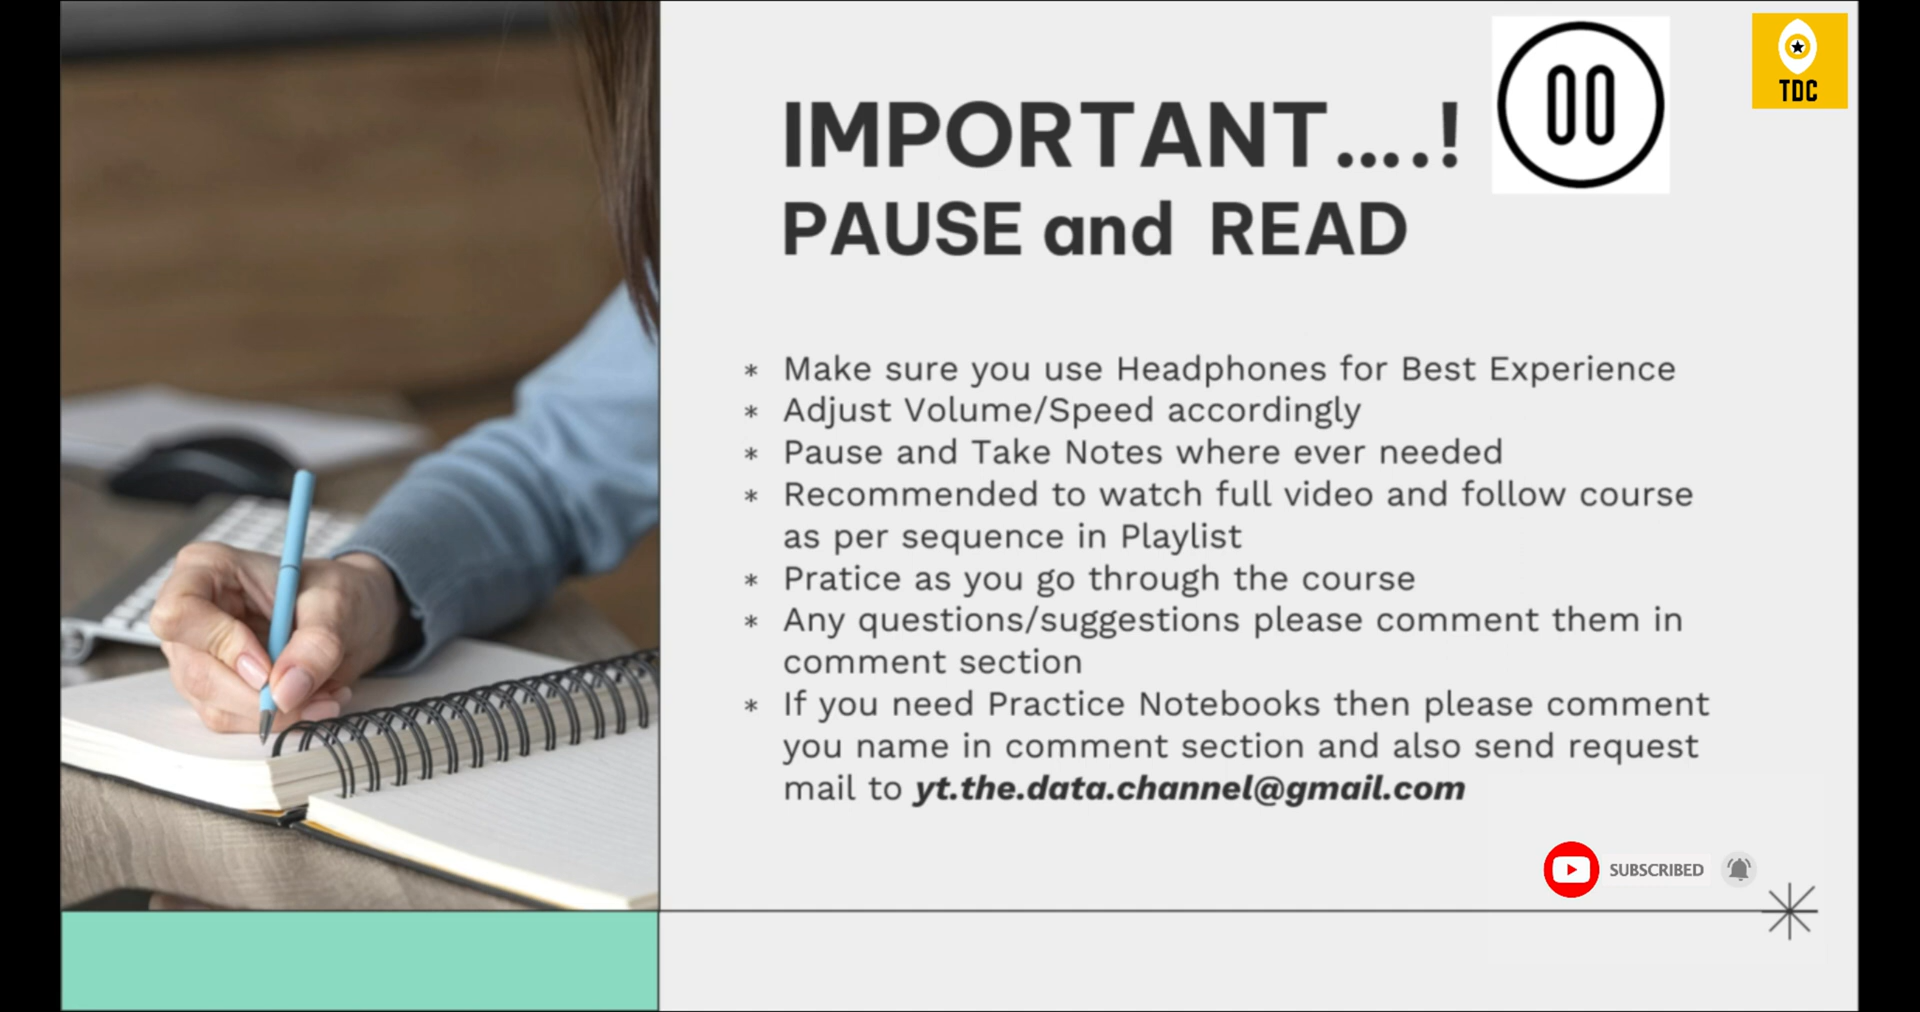 TDC
IMPORTANT....!
PAUSE and READ
* Make sure you use Headphones for Best Experience
* Adjust Volume/Speed accordingly
* Pause and Take Notes where ever needed
* Recommended to watch full video and follow course
as per sequence in Playlist
* Pratice as you go through the course
* Any questions/suggestions please comment them in
comment section
* If you need Practice Notebooks then please comment
you name in comment section and also send request
mail to yt.the.data.channel@gmail.com
SUBSCRIBED